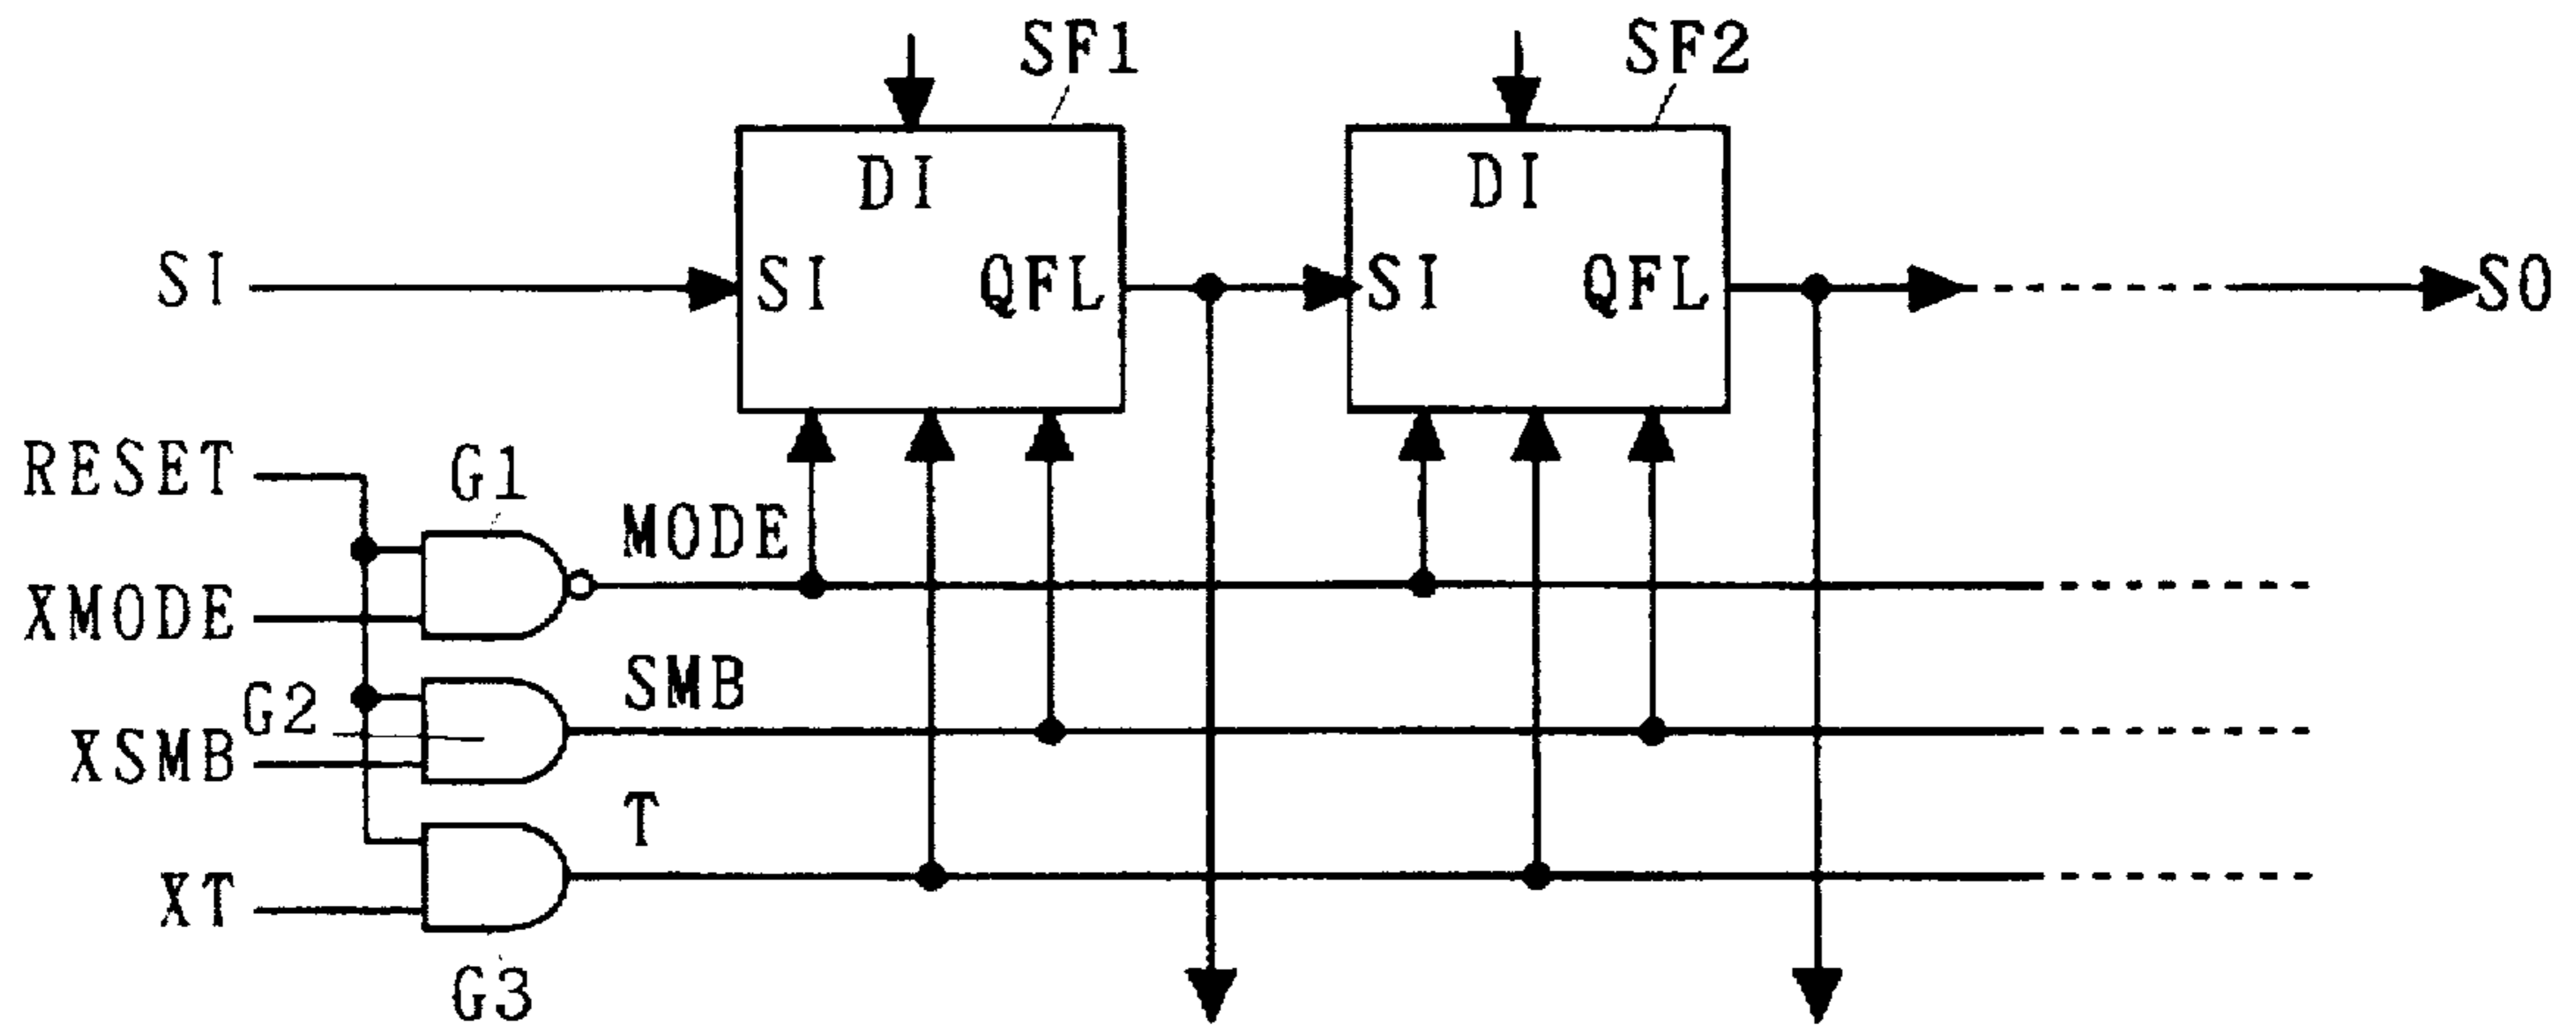 SF1
SF2
DI
DI
SI
SI
QFL
SI
QFL
SO
RESET
G1
MODE
XMODE
SMB
G2
XSMB
T
XT
G3